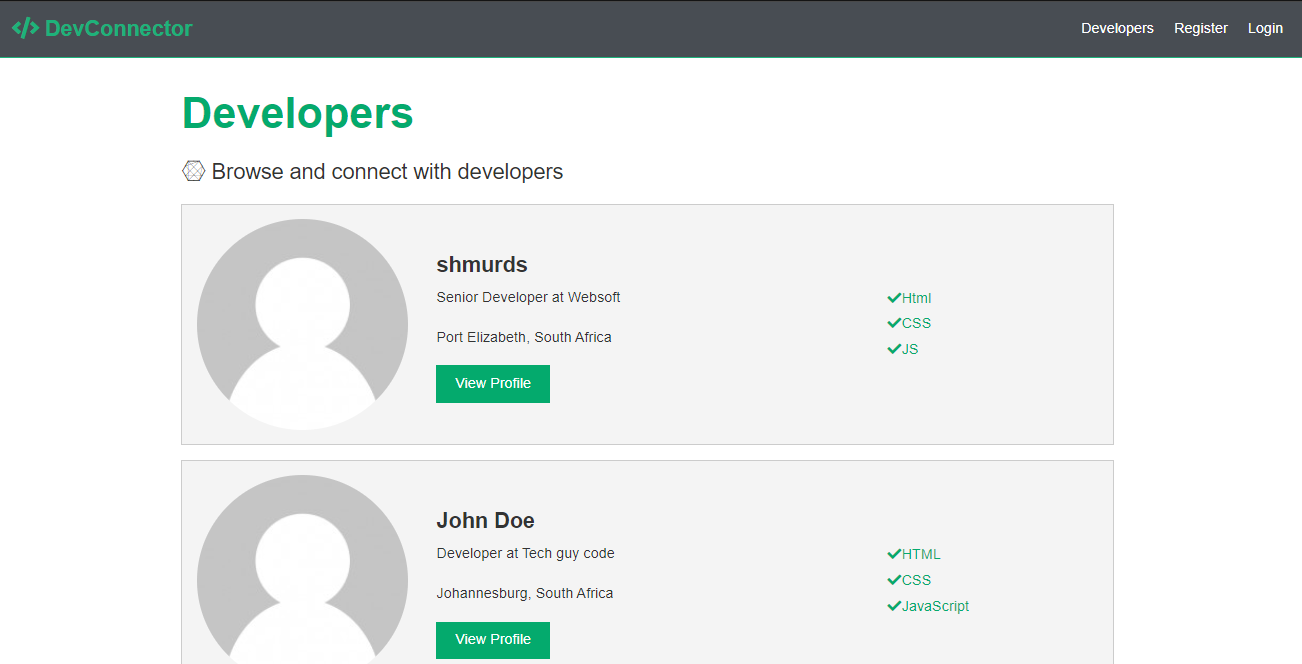 DevConnector
Developers Register Login
Developers
Browse and connect with developers
shmurds
Senior Developer at Websoft
Port Elizabeth, South Africa
View Profile
Html
CSS
JS
John Doe
Developer at Tech guy code
Johannesburg, South Africa
View Profile
HTML
CSS
JavaScript